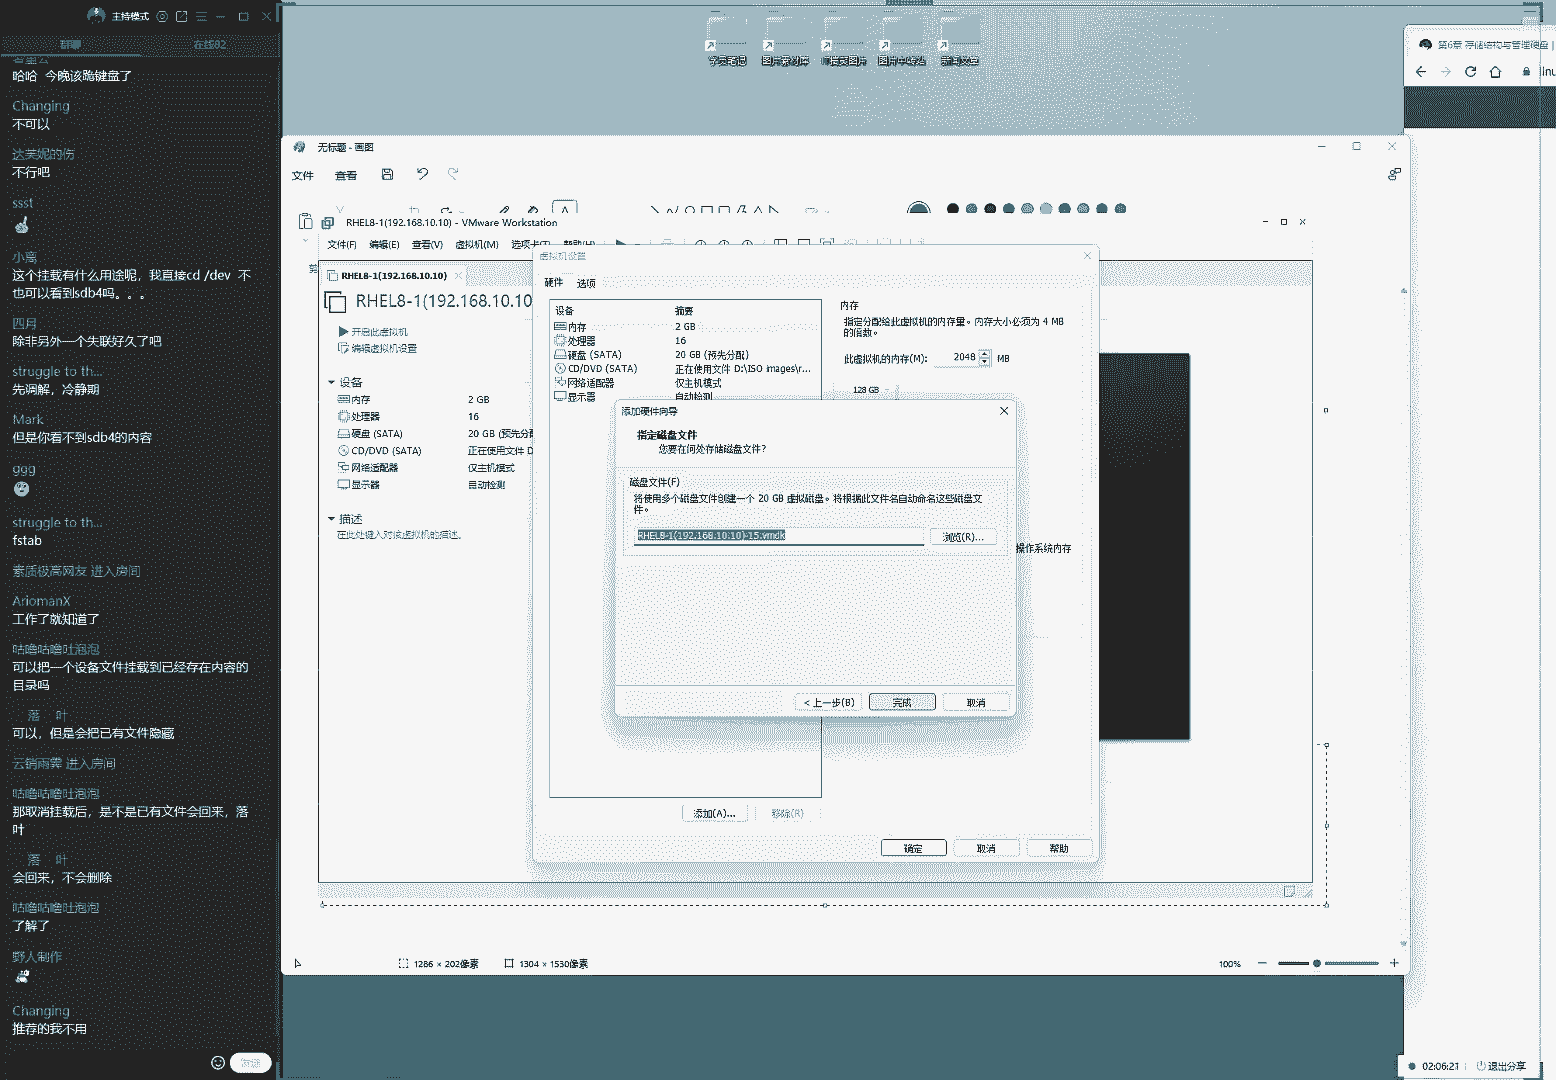 主持模式
群聊
在线82
哈哈 今晚该跪键盘了
Changing
不可以
达芙妮的伤
不行吧
ssst
小离
这个挂载有什么用途呢，我直接cd /dev 不
也可以看到sdb4吗。。。
四月
除非另外一个失联好久了吧
struggle to th...
先调解，冷静期
Mark
但是你看不到sdb4的内容
ggg
struggle to th...
fstab
素质极高网友 进入房间
AriomanX
工作了就知道了
咕噜咕噜吐泡泡
可以把一个设备文件挂载到已经存在内容的
目录吗
落 叶
可以，但是会把已有文件隐藏
云销雨霁 进入房间
咕噜咕噜吐泡泡
那取消挂载后，是不是已有文件会回来，落
叶
落 叶
会回来，不会删除
咕噜咕噜吐泡泡
了解了
野人制作
Changing
推荐的我不用
发送
学员笔记
第6章 存储结构与管理硬盘
linu
无标题 - 画图
文件
查看
RHEL8-1(192.168.10.10) - VMware Workstation
文件(F)
编辑(E)
查看(V)
虚拟机(M)
选项卡(T)
帮助(H)
RHEL8-1(192.168.10.10)
RHEL8-1(192.168.10.10
开启此虚拟机
编辑虚拟机设置
设备
内存 2 GB
处理器 16
硬盘 (SATA) 20 GB (预先分配
CD/DVD (SATA) 正在使用文件 D
网络适配器 仅主机模式
显示器 自动检测
描述
在此处键入对该虚拟机的描述。
虚拟机设置
硬件
选项
设备 摘要
内存 2 GB
处理器 16
硬盘 (SATA) 20 GB (预先分配)
CD/DVD (SATA) 正在使用文件 D:\ISO images\r...
网络适配器 仅主机模式
显示器 自动检测
内存
指定分配给此虚拟机的内存量。内存大小必须为 4 MB
的倍数。
此虚拟机的内存(M): 2048 MB
128 GB
操作系统内存
添加硬件向导
指定磁盘文件
您要在何处存储磁盘文件?
磁盘文件(F)
将使用多个磁盘文件创建一个 20 GB 虚拟磁盘。将根据此文件名自动命名这些磁盘文
件。
RHEL8-1(192.168.10.10)-15.vmdk
浏览(R)...
< 上一步(B)
完成
取消
添加(A)...
移除(R)
确定
取消
帮助
1286 × 202像素
1304 × 1530像素
100%
02:06:21
退出分享